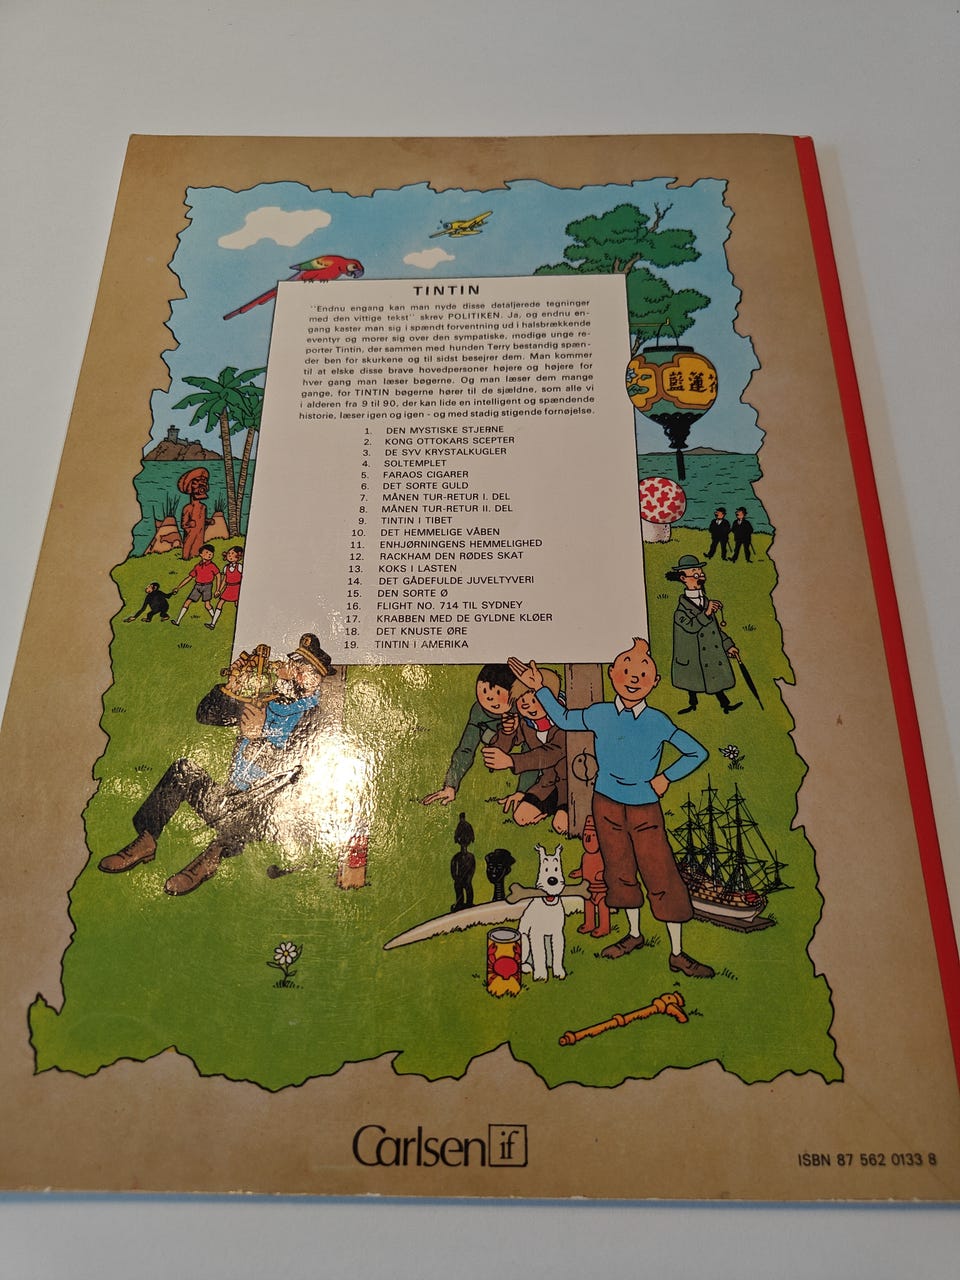 TINTIN
"Endnu engang kan man nyde disse detaljerede tegninger
med den vittige tekst" skrev POLITIKEN. Ja, og endnu en-
gang kaster man sig i spændt forventning ud i halsbrækkende
eventyr og morer sig over den sympatiske, modige unge re-
porter Tintin, der sammen med hunden Terry bestandig spæn-
der ben for skurkene og til sidst besejrer dem. Man kommer
til at elske disse brave hovedpersoner højere og højere for
hver gang man læser bøgerne. Og man læser dem mange
gange, for TINTIN bøgerne hører til de sjældne, som alle vi
i alderen fra 9 til 90, der kan lide en intelligent og spændende
historie, læser igen og igen - og med stadig stigende fornøjelse.
1. DEN MYSTISKE STJERNE
2. KONG OTTOKARS SCEPTER
3. DE SYV KRYSTALKUGLER
4. SOLTEMPLET
5. FARAOS CIGARER
6. DET SORTE GULD
7. MÅNEN TUR-RETUR I. DEL
8. MÅNEN TUR-RETUR II. DEL
9. TINTIN I TIBET
10. DET HEMMELIGE VÅBEN
11. ENHJØRNINGENS HEMMELIGHED
12. RACKHAM DEN RØDES SKAT
13. KOKS I LASTEN
14. DET GÅDEFULDE JUVELTYVERI
15. DEN SORTE Ø
16. FLIGHT NO. 714 TIL SYDNEY
17. KRABBEN MED DE GYLDNE KLØER
18. DET KNUSTE ØRE
19. TINTIN I AMERIKA
Carlsen if
ISBN 87 562 0133 8